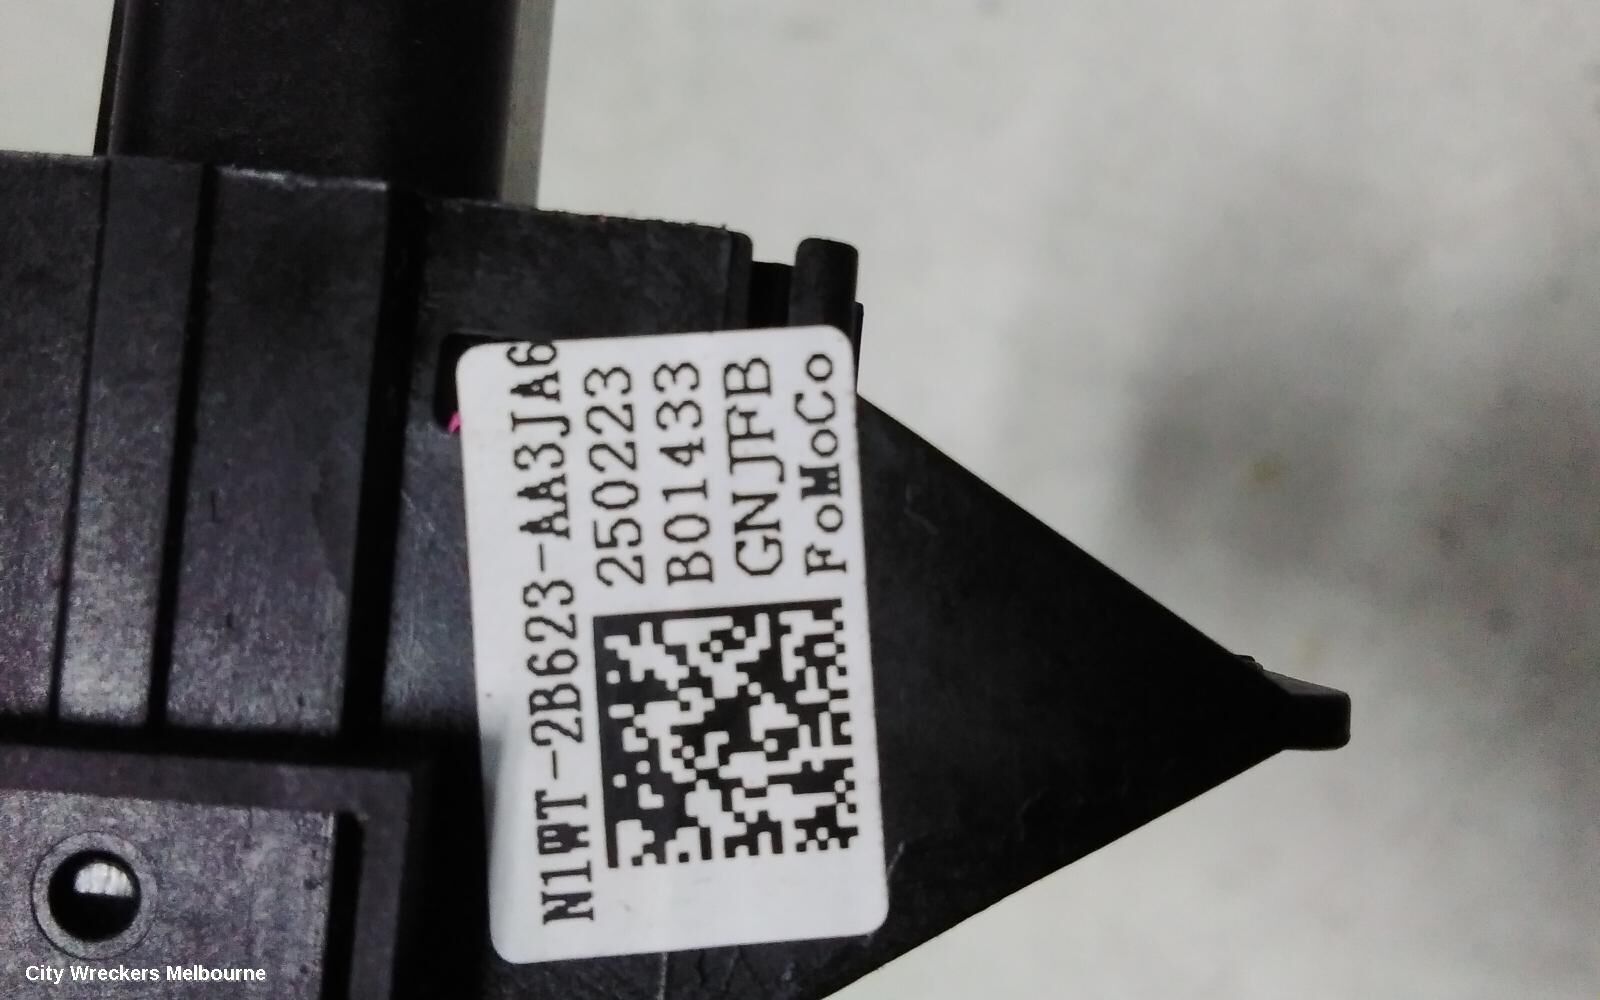 N1WT-2B623-AA3JA6
250223
B01433
GNJFB
FoMoCo
City Wreckers Melbourne